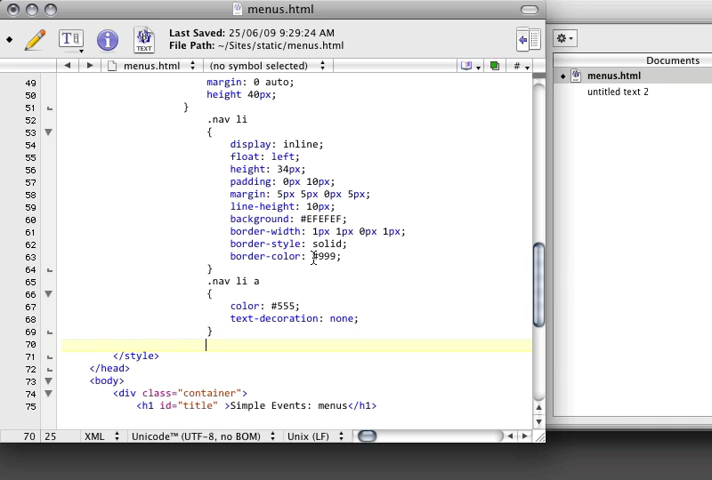 menus.html
Last Saved: 25/06/09 9:29:24 AM
File Path: ~/Sites/static/menus.html
TEXT
menus.html (no symbol selected) #
Documents
menus.html
untitled text 2
49 margin: 0 auto;
50 height 40px;
51 }
52 .nav li
53 {
54 display: inline;
55 float: left;
56 height: 34px;
57 padding: 0px 10px;
58 margin: 5px 5px 0px 5px;
59 line-height: 10px;
60 background: #EFEFEF;
61 border-width: 1px 1px 0px 1px;
62 border-style: solid;
63 border-color: #999;
64 }
65 .nav li a
66 {
67 color: #555;
68 text-decoration: none;
69 }
70
71 </style>
72 </head>
73 <body>
74 <div class="container">
75 <h1 id="title" >Simple Events: menus</h1>
70 25 XML Unicode™ (UTF-8, no BOM) Unix (LF)